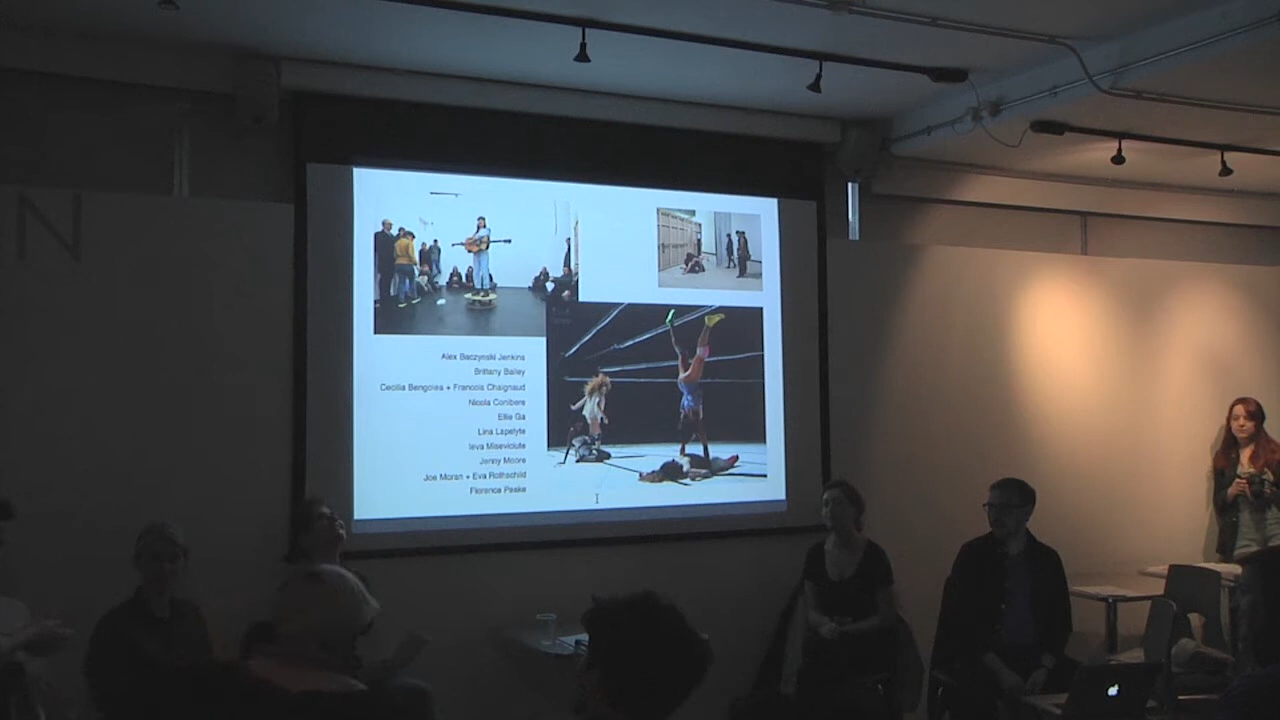 N
Alex Baczynski Jenkins
Brittany Bailey
Cecilia Bengolea + Francois Chaignaud
Nicola Conibere
Ellie Ga
Lina Lapelyte
Ieva Miseviciute
Jenny Moore
Joe Moran + Eva Rothschild
Florence Peake